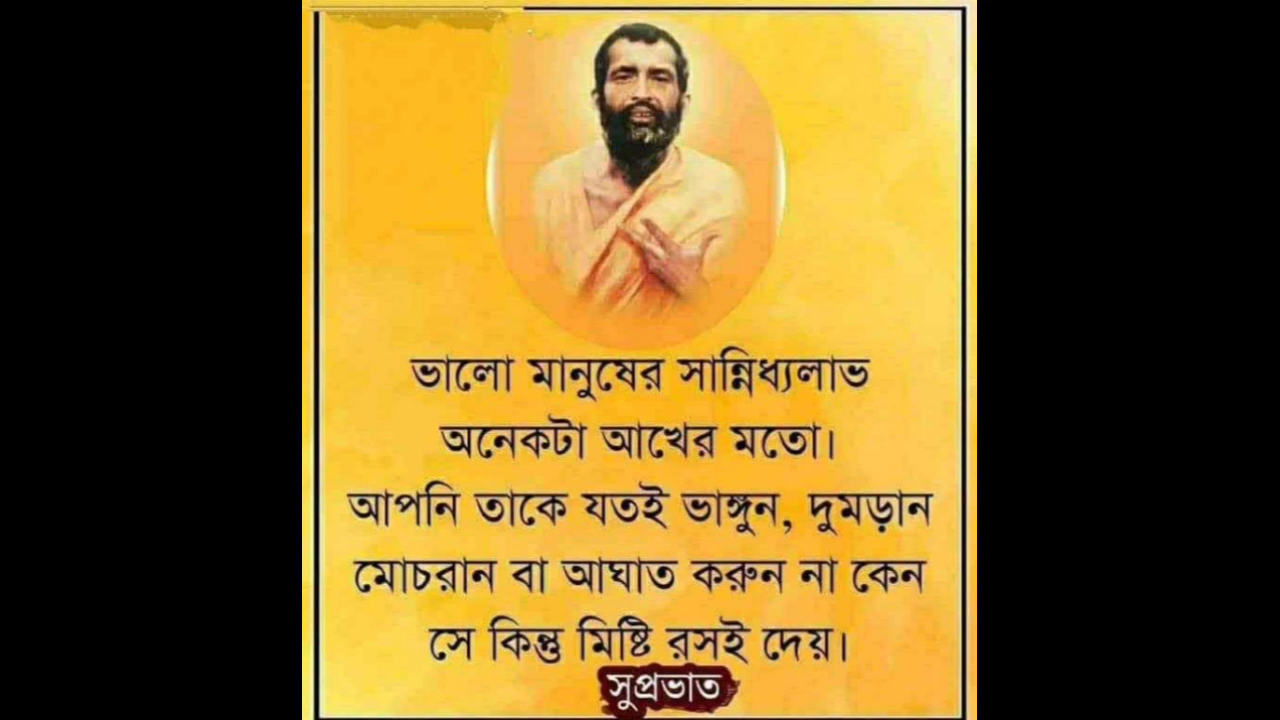 ভালো মানুষের সান্নিধ্যলাভ
অনেকটা আখের মতো।
আপনি তাকে যতই ভাঙ্গুন, দুমড়ান
মোচরান বা আঘাত করুন না কেন
সে কিন্তু মিষ্টি রসই দেয়।
সুপ্রভাত